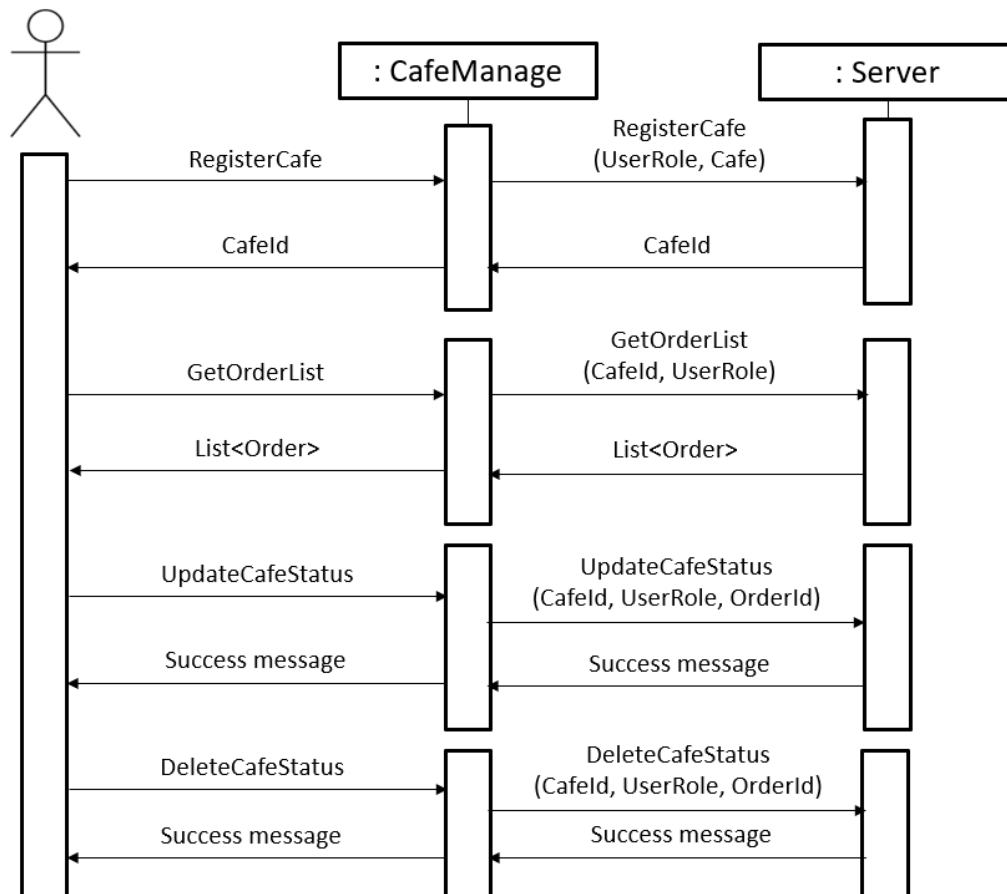 : CafeManage
: Server
RegisterCafe
RegisterCafe
(UserRole, Cafe)
CafeId
CafeId
GetOrderList
GetOrderList
(CafeId, UserRole)
List<Order>
List<Order>
UpdateCafeStatus
UpdateCafeStatus
(CafeId, UserRole, OrderId)
Success message
Success message
DeleteCafeStatus
DeleteCafeStatus
(CafeId, UserRole, OrderId)
Success message
Success message